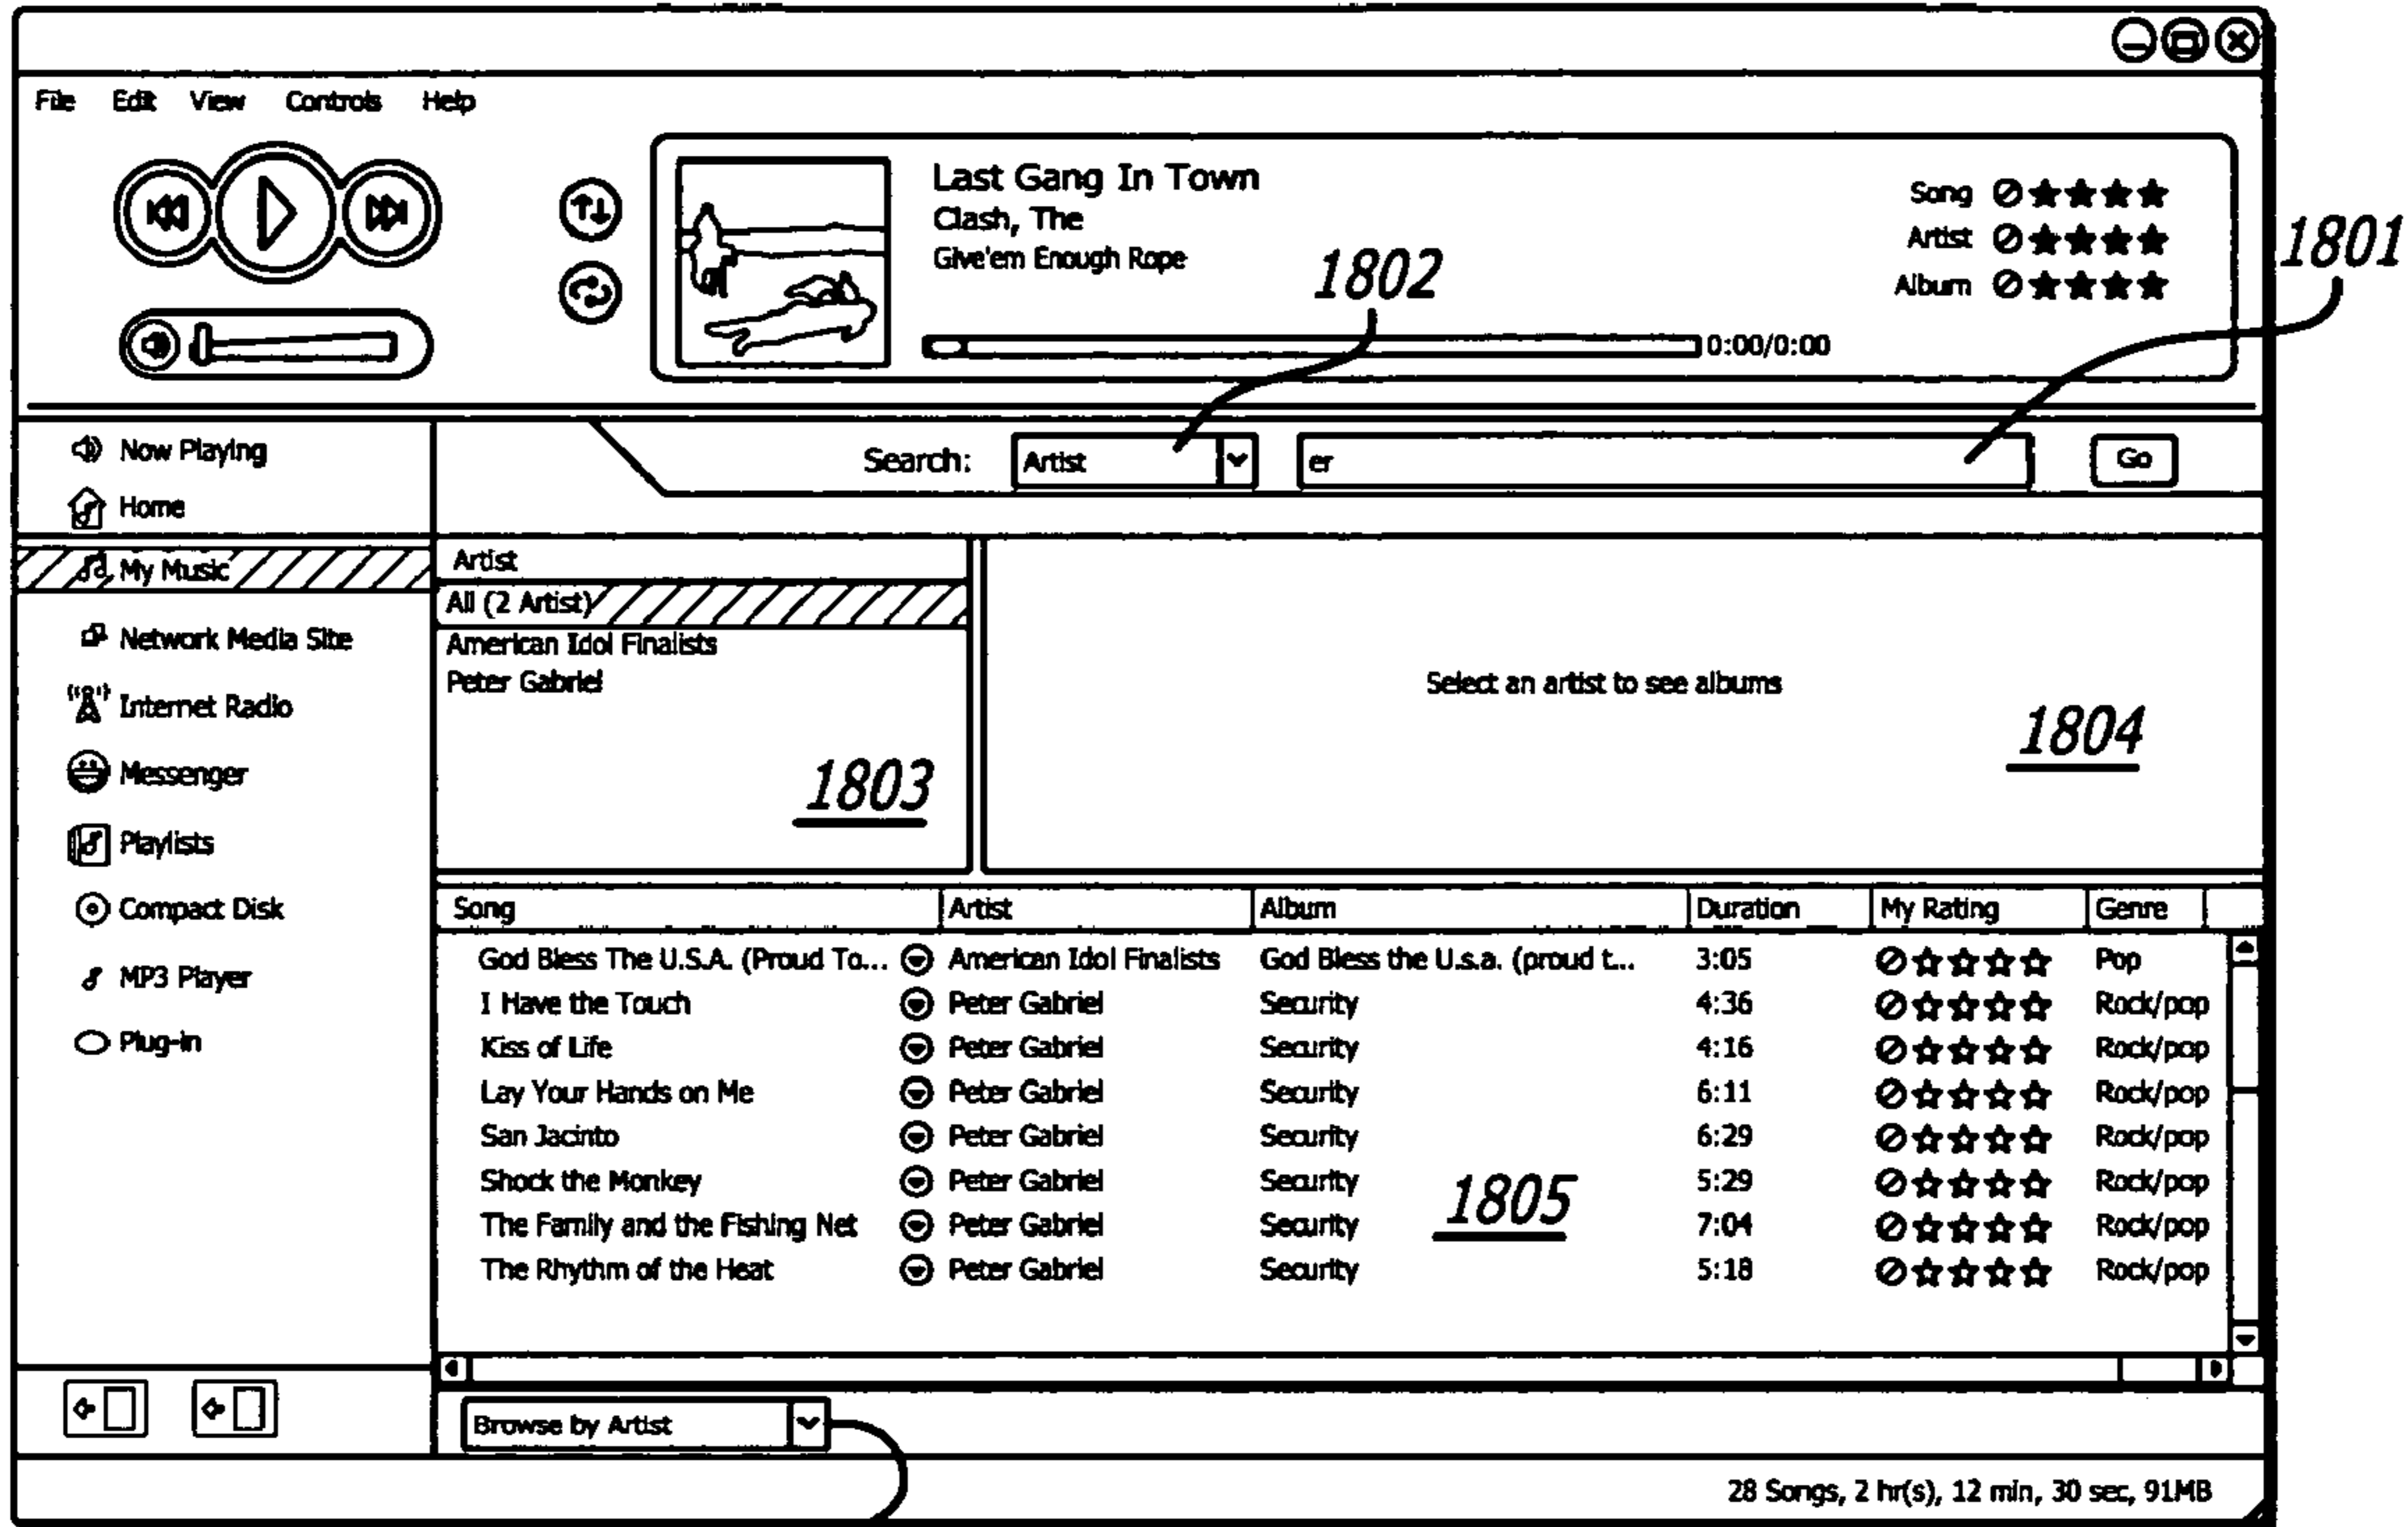 File Edit View Controls Help
Last Gang In Town
Clash, The
Give'em Enough Rope
Song
Artist
Album
0:00/0:00
1802
1801
Search: Artist er Go
Now Playing
Home
My Music
Network Media Site
Internet Radio
Messenger
Playlists
Compact Disk
MP3 Player
Plug-in
Artist
All (2 Artist)
American Idol Finalists
Peter Gabriel
1803
Select an artist to see albums
1804
Song Artist Album Duration My Rating Genre
God Bless The U.S.A. (Proud To... American Idol Finalists God Bless the U.s.a. (proud t... 3:05 Pop
I Have the Touch Peter Gabriel Security 4:36 Rock/pop
Kiss of Life Peter Gabriel Security 4:16 Rock/pop
Lay Your Hands on Me Peter Gabriel Security 6:11 Rock/pop
San Jacinto Peter Gabriel Security 6:29 Rock/pop
Shock the Monkey Peter Gabriel Security 5:29 Rock/pop
The Family and the Fishing Net Peter Gabriel Security 7:04 Rock/pop
The Rhythm of the Heat Peter Gabriel Security 5:18 Rock/pop
1805
Browse by Artist
28 Songs, 2 hr(s), 12 min, 30 sec, 91MB